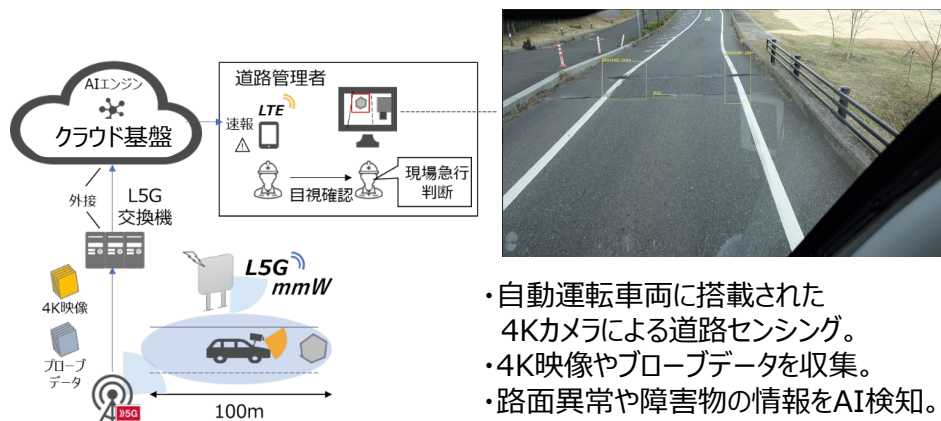 AIエンジン
クラウド基盤
外接
L5G
交換機
4K映像
プローブ
データ
5G
道路管理者
LTE
速報
目視確認
現場急行
判断
L5G
mmW
100m
・自動運転車両に搭載された
4Kカメラによる道路センシング。
・4K映像やプローブデータを収集。
・路面異常や障害物の情報をAI検知。